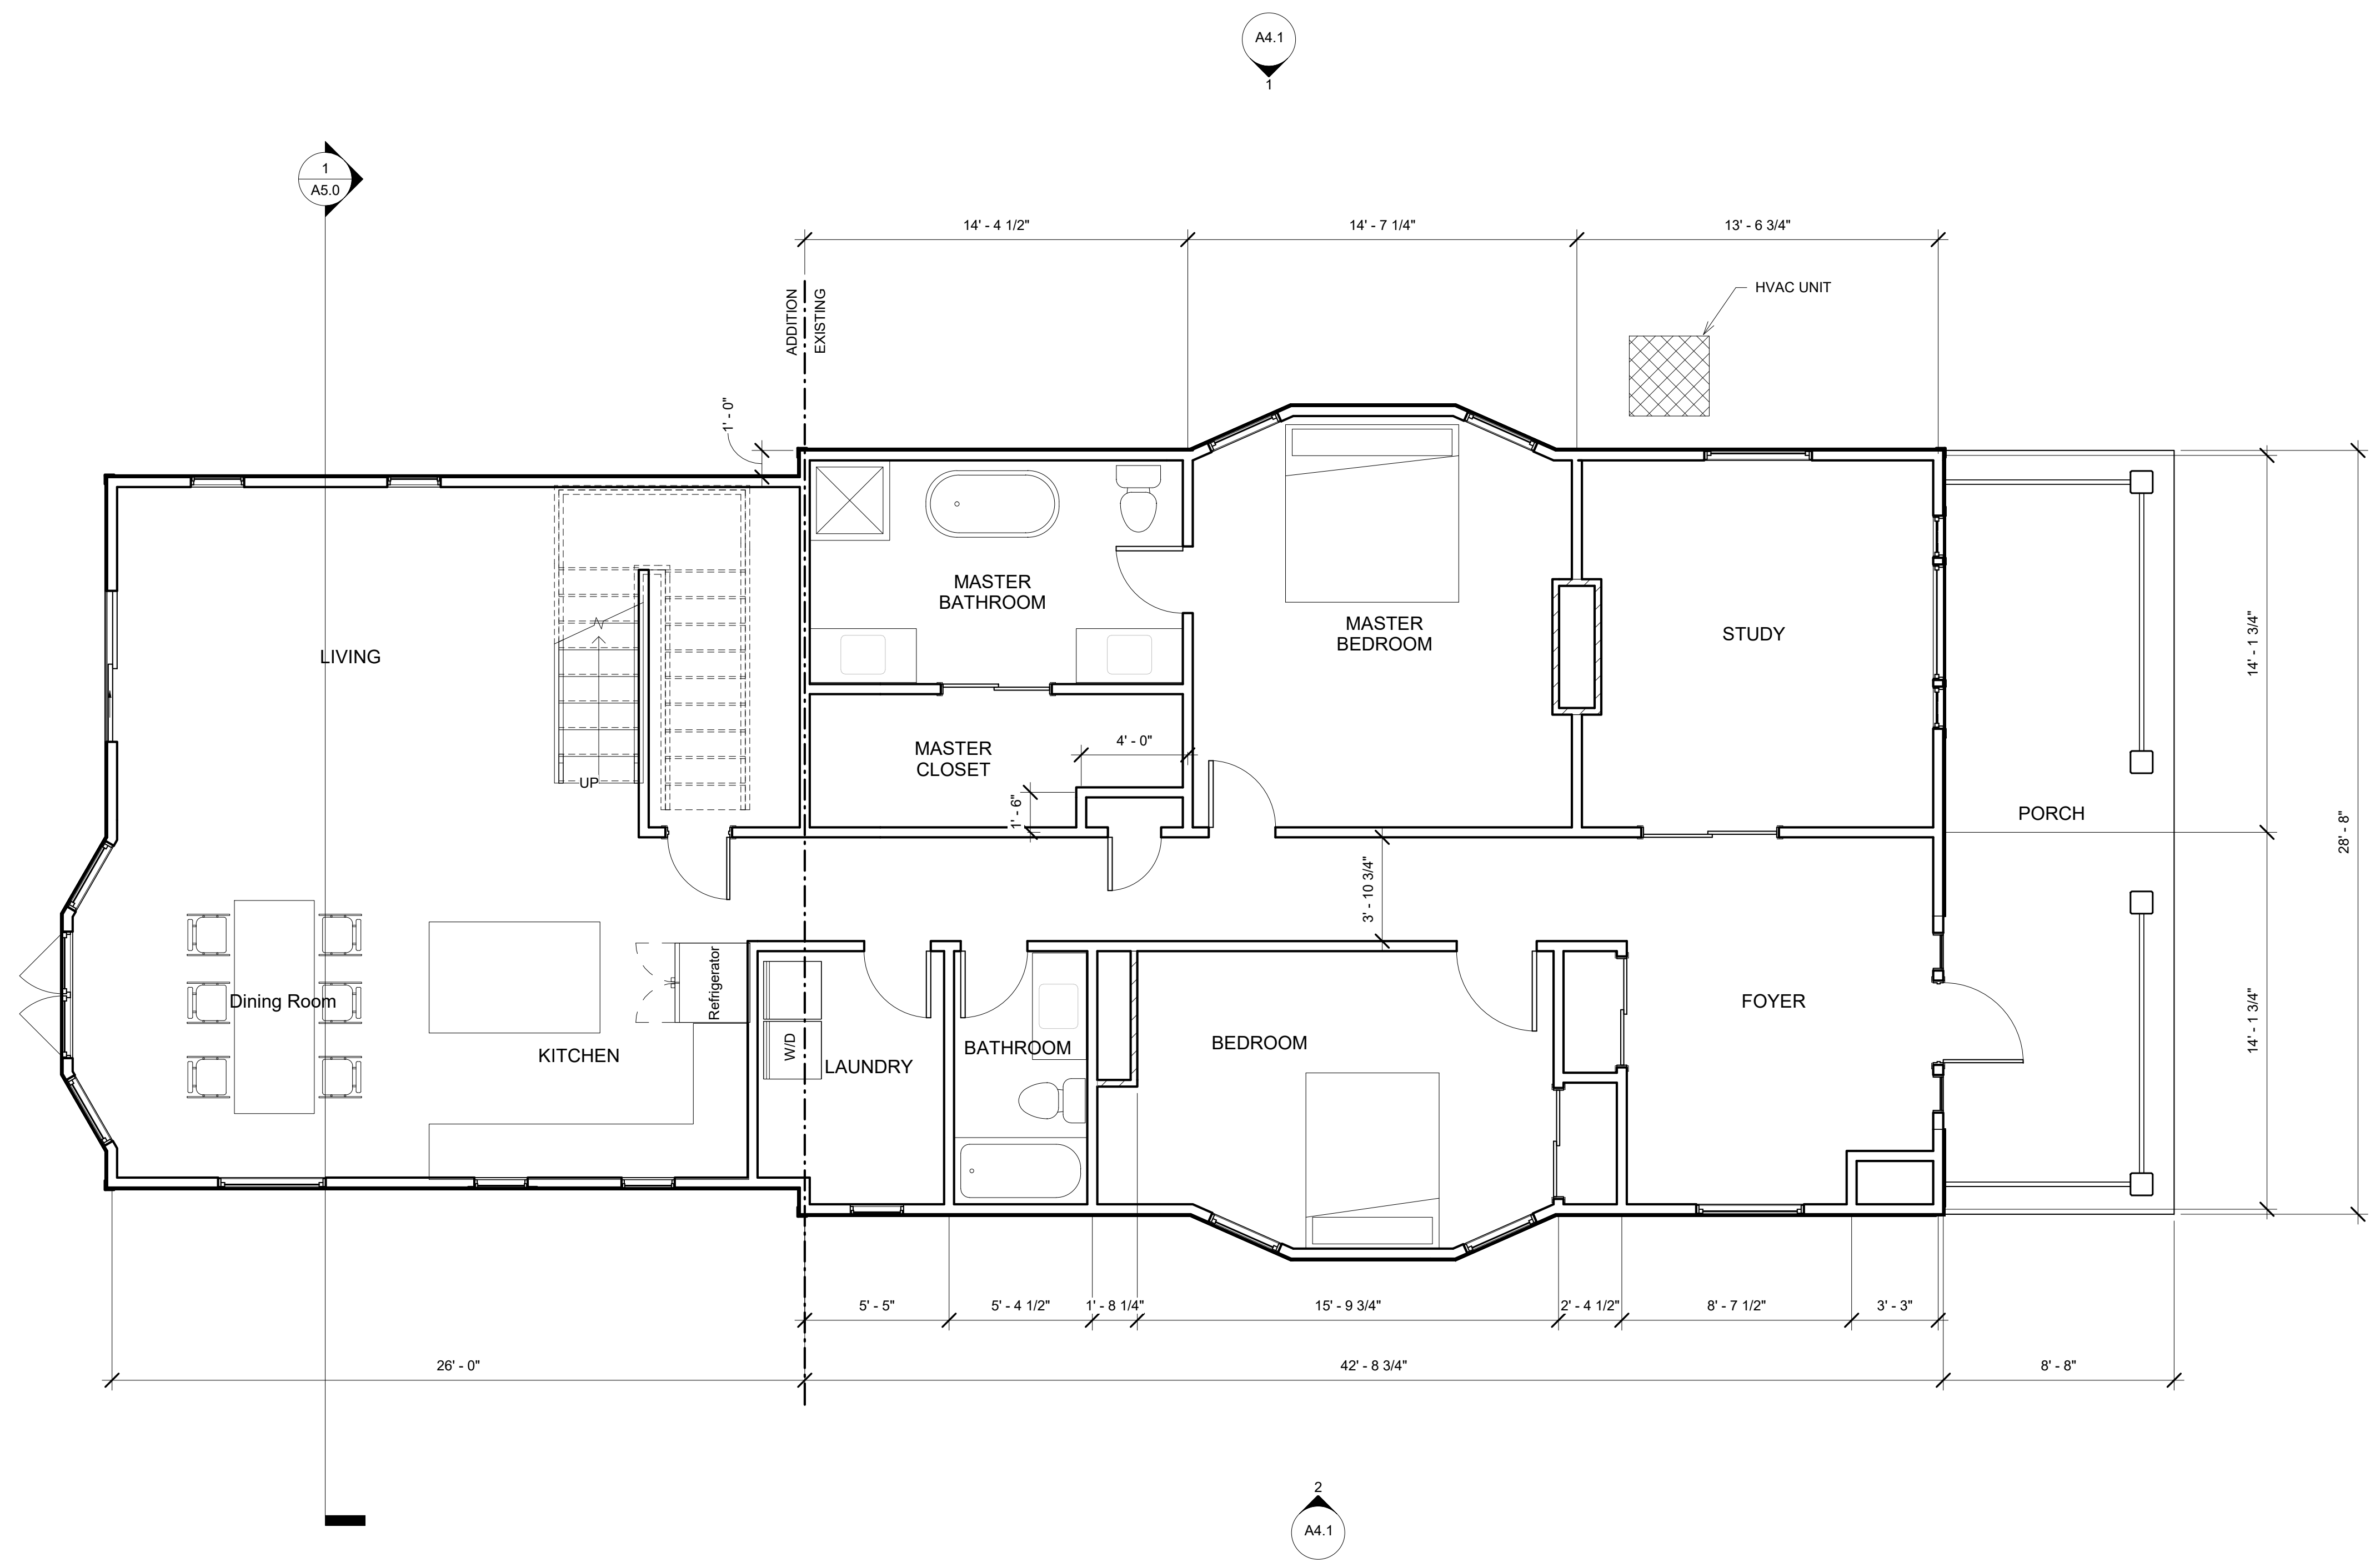 A4.1
1
1
A5.0
14' - 4 1/2"
14' - 7 1/4"
13' - 6 3/4"
HVAC UNIT
ADDITION
EXISTING
1' - 0"
MASTER
BATHROOM
MASTER
BEDROOM
STUDY
LIVING
14' - 1 3/4"
4' - 0"
MASTER
CLOSET
UP
1' - 6"
PORCH
28' - 8"
3' - 10 3/4"
Refrigerator
Dining Room
KITCHEN
W/D
LAUNDRY
BATHROOM
BEDROOM
FOYER
14' - 1 3/4"
5' - 5"
5' - 4 1/2"
1' - 8 1/4"
15' - 9 3/4"
2' - 4 1/2"
8' - 7 1/2"
3' - 3"
26' - 0"
42' - 8 3/4"
8' - 8"
2
A4.1